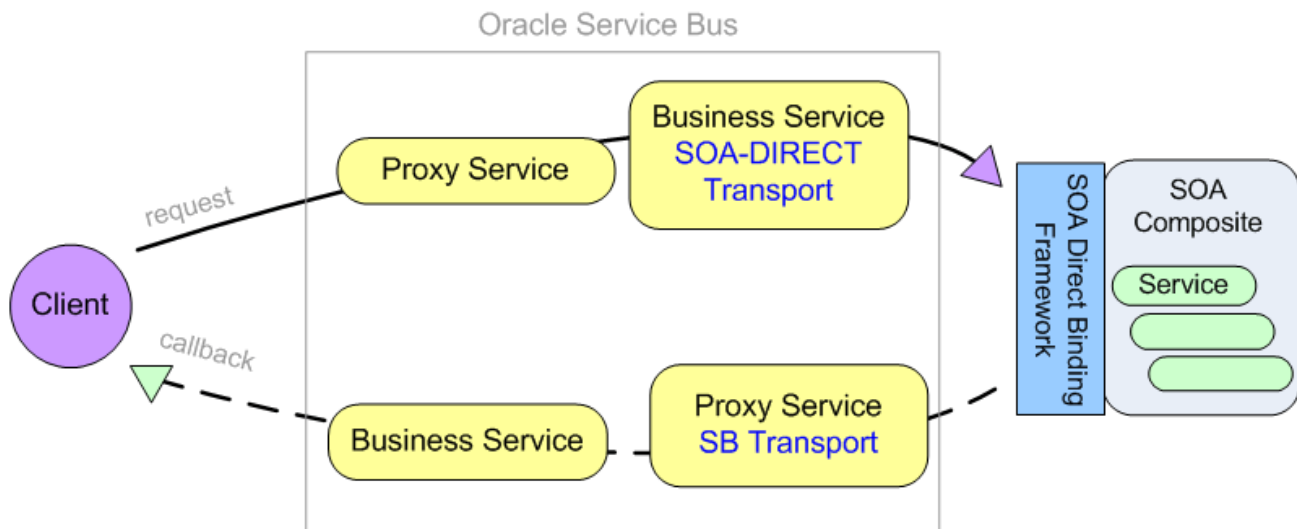 Oracle Service Bus
Business Service
SOA-DIRECT
Transport
Proxy Service
request
SOA Direct Binding
Framework
SOA
Composite
Service
Client
callback
Proxy Service
SB Transport
Business Service